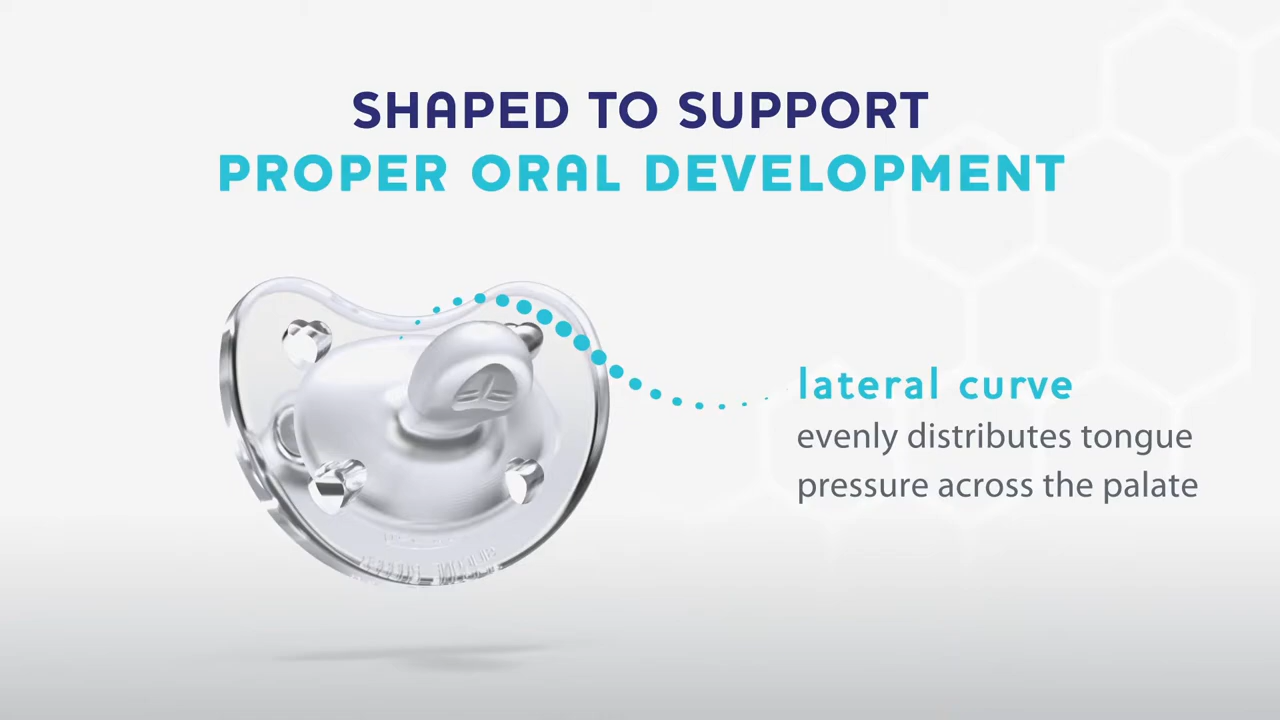 SHAPED TO SUPPORT
PROPER ORAL DEVELOPMENT
lateral curve
evenly distributes tongue
pressure across the palate